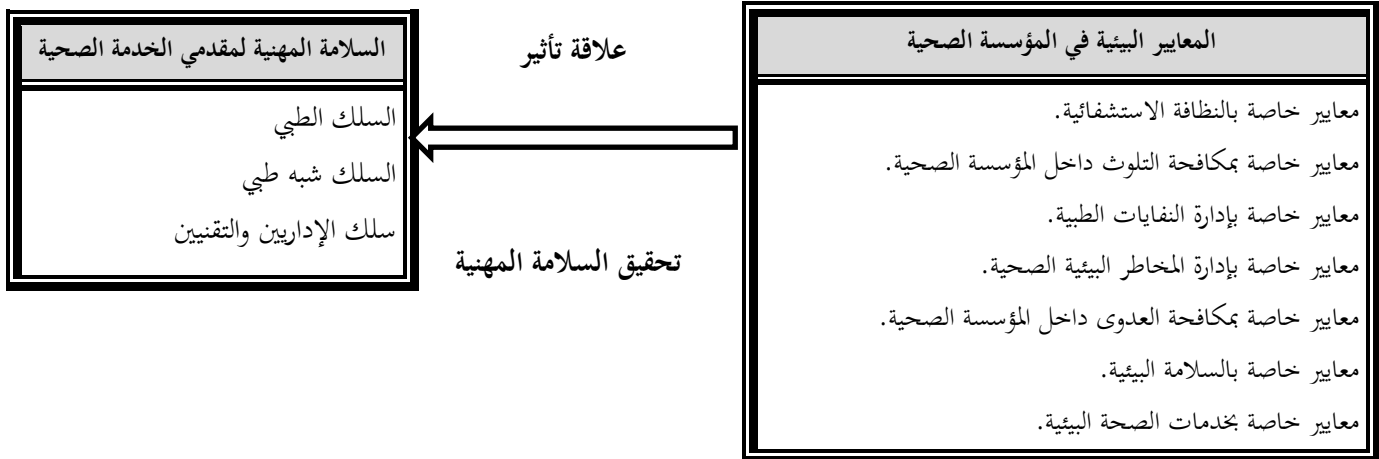 المعايير البيئية في المؤسسة الصحية
معايير خاصة بالنظافة الاستشفائية.
معايير خاصة بمكافحة التلوث داخل المؤسسة الصحية.
معايير خاصة بإدارة النفايات الطبية.
معايير خاصة بإدارة المخاطر البيئية الصحية.
معايير خاصة بمكافحة العدوى داخل المؤسسة الصحية.
معايير خاصة بالسلامة البيئية.
معايير خاصة بخدمات الصحة البيئية.
علاقة تأثير
تحقيق السلامة المهنية
السلامة المهنية لمقدمي الخدمة الصحية
السلك الطبي
السلك شبه طبي
سلك الإداريين والتقنيين